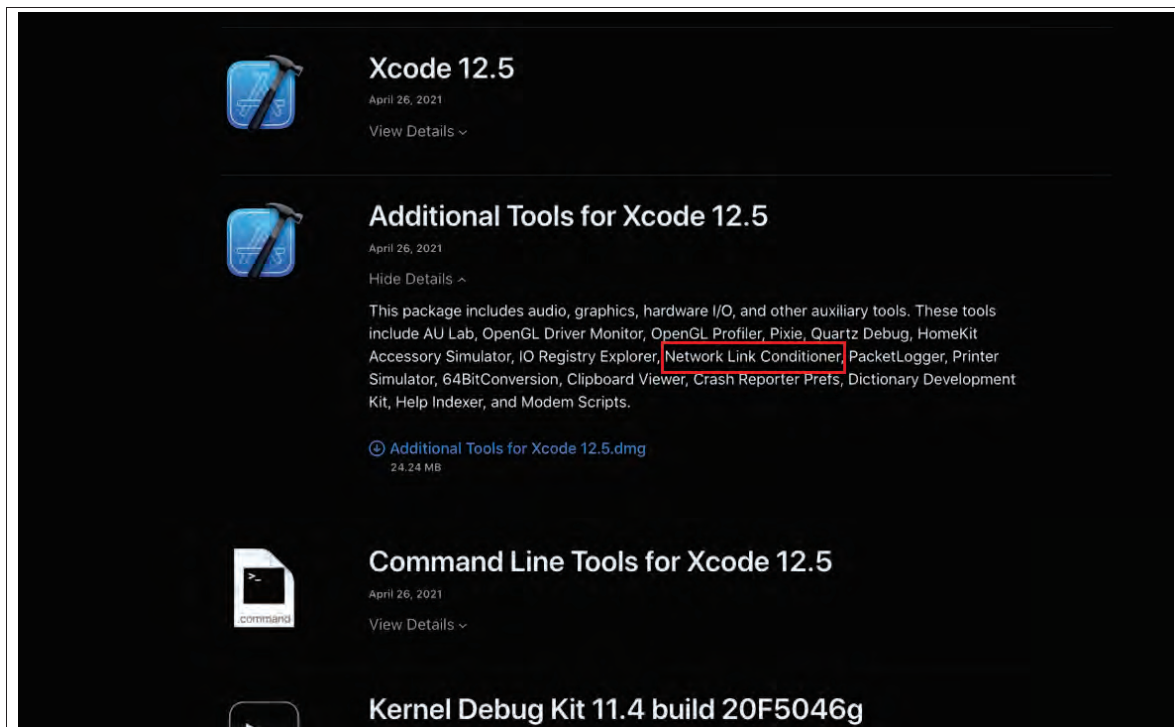 Xcode 12.5
April 26, 2021
View Details
Additional Tools for Xcode 12.5
April 26, 2021
Hide Details
This package includes audio, graphics, hardware I/O, and other auxiliary tools. These tools
include AU Lab, OpenGL Driver Monitor, OpenGL Profiler, Pixie, Quartz Debug, HomeKit
Accessory Simulator, IO Registry Explorer, Network Link Conditioner, PacketLogger, Printer
Simulator, 64BitConversion, Clipboard Viewer, Crash Reporter Prefs, Dictionary Development
Kit, Help Indexer, and Modem Scripts.
Additional Tools for Xcode 12.5.dmg
24.24 MB
>_
.command
Command Line Tools for Xcode 12.5
April 26, 2021
View Details
Kernel Debug Kit 11.4 build 20F5046g